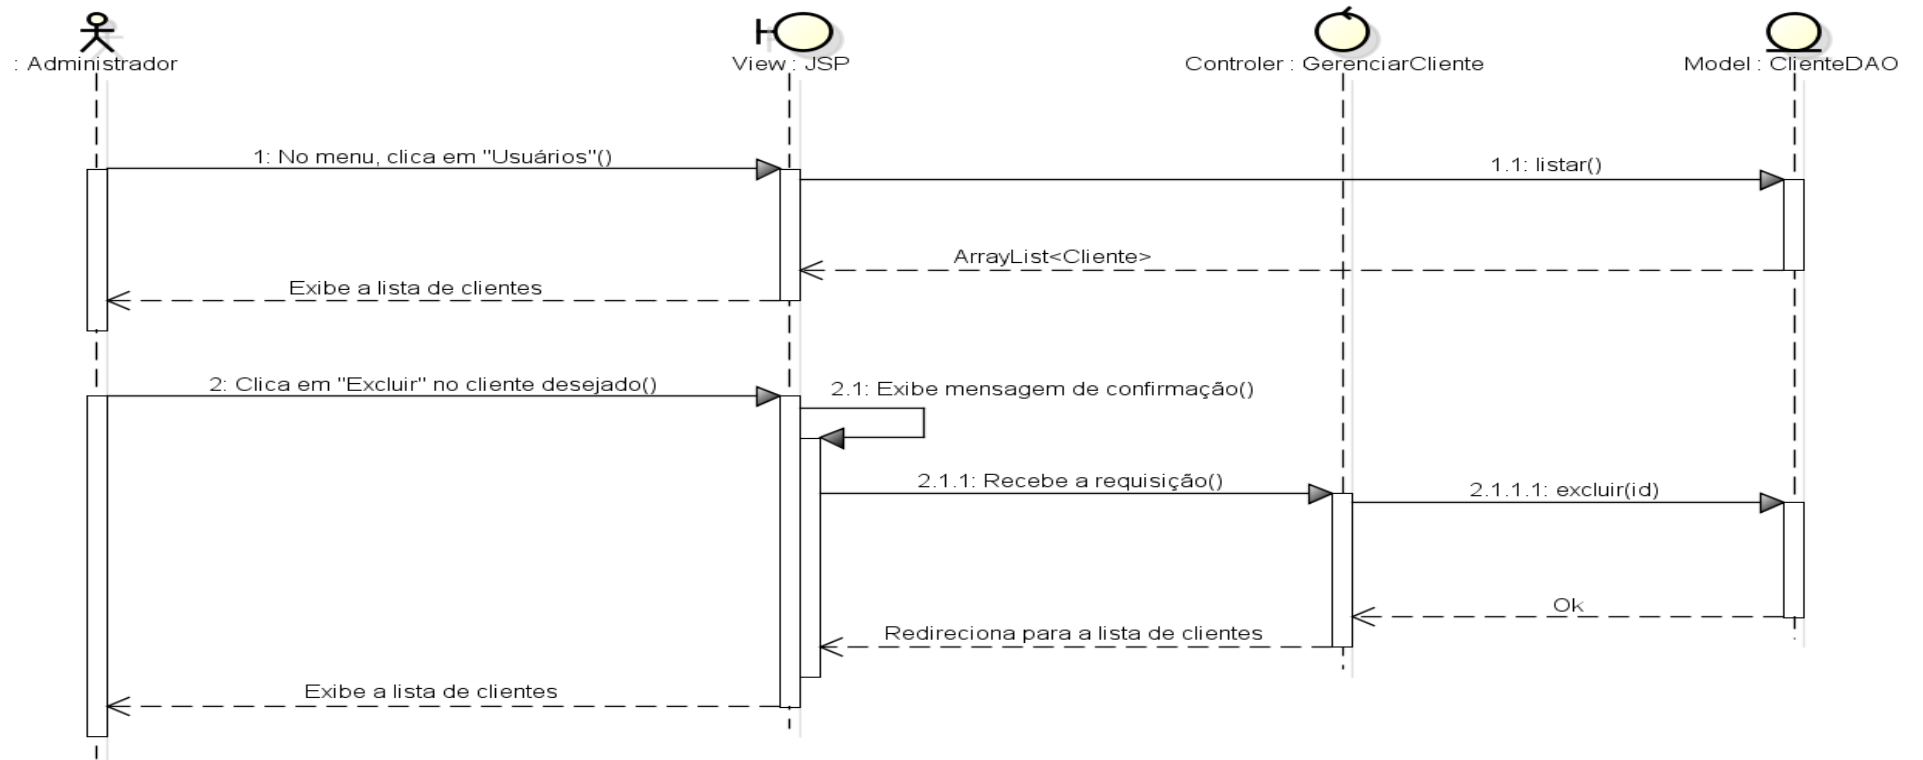 : Administrador
View : JSP
Controler : GerenciarCliente
Model : ClienteDAO
1: No menu, clica em "Usuários"()
1.1: listar()
ArrayList<Cliente>
Exibe a lista de clientes
2: Clica em "Excluir" no cliente desejado()
2.1: Exibe mensagem de confirmação()
2.1.1: Recebe a requisição()
2.1.1.1: excluir(id)
Ok
Redireciona para a lista de clientes
Exibe a lista de clientes